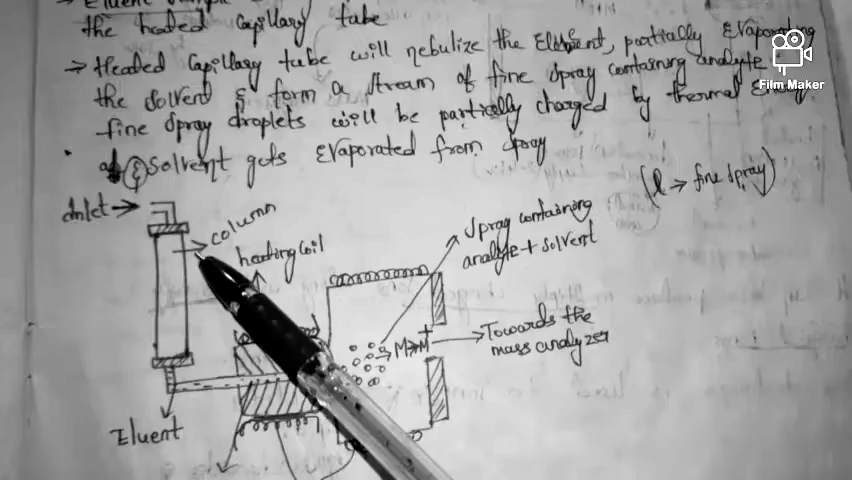 the heated Capillary tube
→ Heated Capillary tube will nebulize the Eluent, partially Evaporating
the solvent & form a stream of fine spray containing analyte
fine spray droplets will be partically charged by thermal Energy
& solvent gets Evaporated from spray
(l → fine spray)
Inlet →
column
heating coil
spray containing
analyte + solvent
M → M+
Towards the
mass analyzer
Eluent
Film Maker